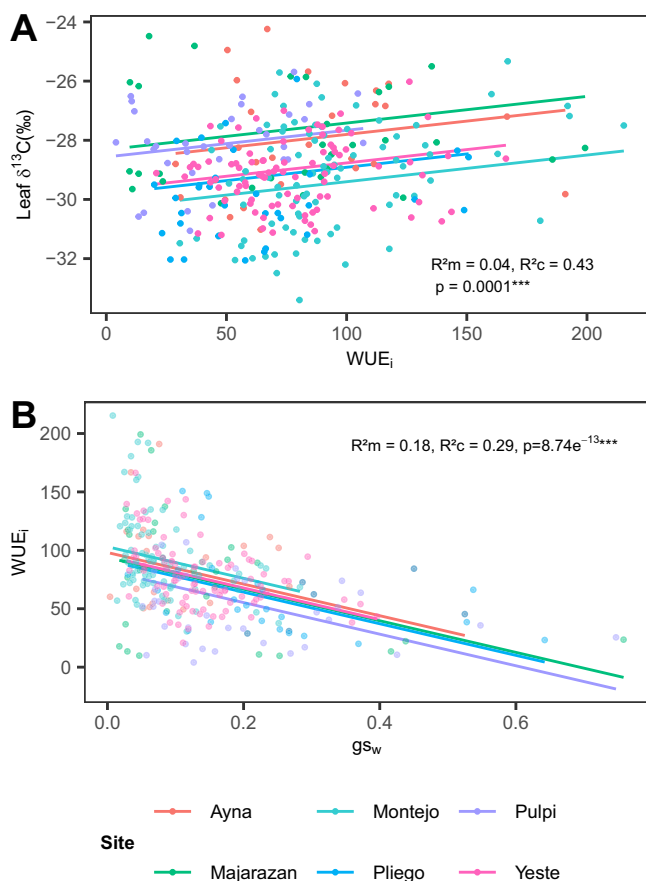 A
−24
−26
−28
−30
−32
Leaf δ¹³C(‰)
R²m = 0.04, R²c = 0.43
p = 0.0001***
0 50 100 150 200
WUEᵢ
B
200
150
100
50
0
WUEᵢ
R²m = 0.18, R²c = 0.29, p=8.74e⁻¹³***
0.0 0.2 0.4 0.6
gs_w
Ayna Montejo Pulpi
Site
Majarazan Pliego Yeste